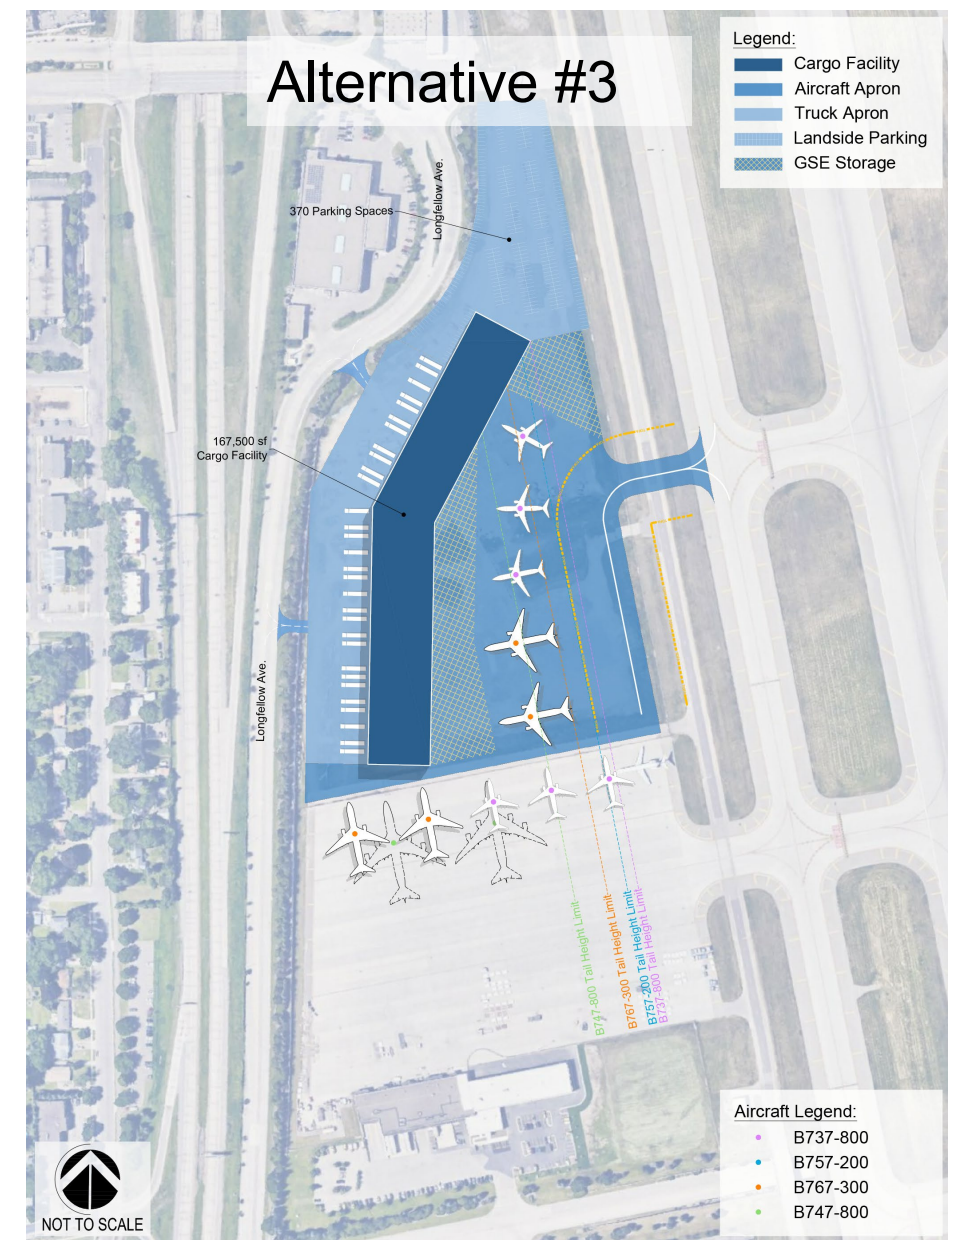 Alternative #3
Legend:
Cargo Facility
Aircraft Apron
Truck Apron
Landside Parking
GSE Storage
Longfellow Ave.
370 Parking Spaces
167,500 sf
Cargo Facility
Longfellow Ave.
B747-800 Tail Height Limit
B767-300 Tail Height Limit
B757-200 Tail Height Limit
B737-800 Tail Height Limit
Aircraft Legend:
B737-800
B757-200
B767-300
B747-800
NOT TO SCALE